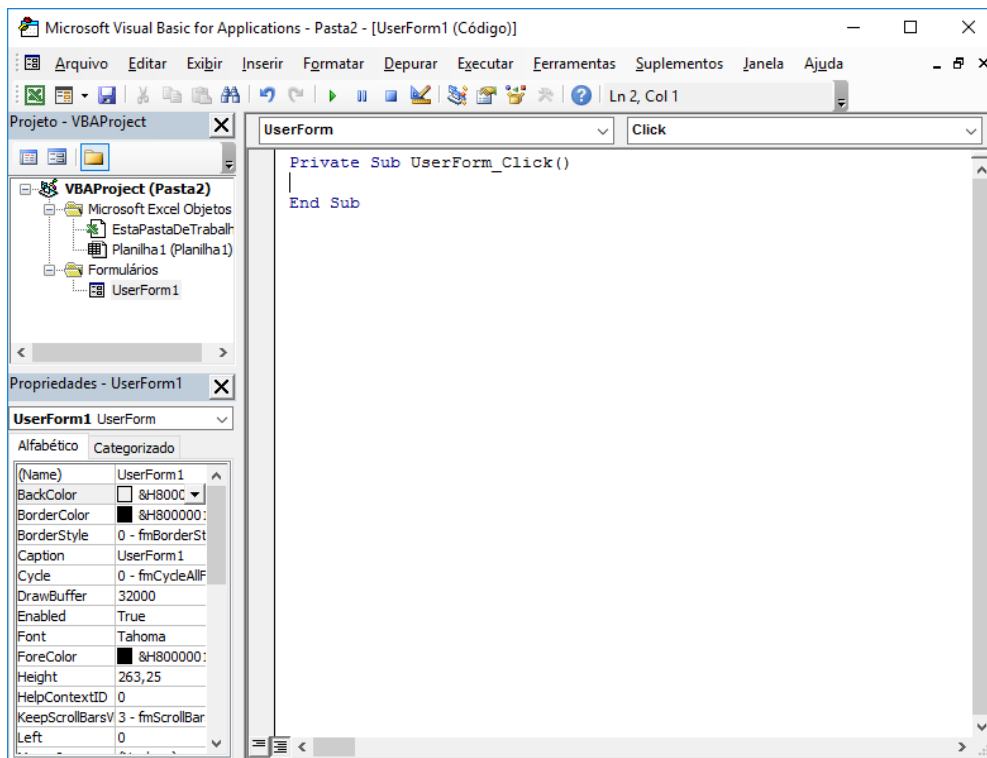 Microsoft Visual Basic for Applications - Pasta2 - [UserForm1 (Código)]
Arquivo Editar Exibir Inserir Formatar Depurar Executar Ferramentas Suplementos Janela Ajuda
Ln 2, Col 1
Projeto - VBAProject
VBAProject (Pasta2)
Microsoft Excel Objetos
EstaPastaDeTrabalh
Planilha1 (Planilha1)
Formulários
UserForm1
Propriedades - UserForm1
UserForm1 UserForm
Alfabético Categorizado
(Name) UserForm1
BackColor &H8000
BorderColor &H8000001
BorderStyle 0 - fmBorderSt
Caption UserForm1
Cycle 0 - fmCycleAllF
DrawBuffer 32000
Enabled True
Font Tahoma
ForeColor &H8000001
Height 263,25
HelpContextID 0
KeepScrollBarsV 3 - fmScrollBar
Left 0
UserForm Click
Private Sub UserForm_Click()
End Sub